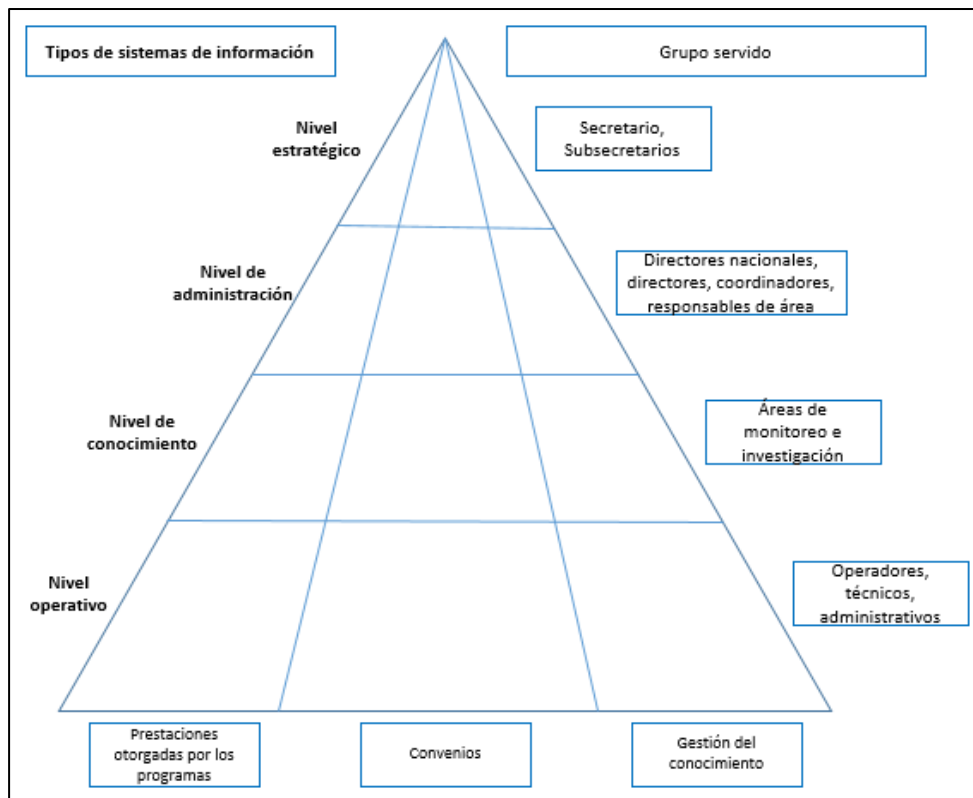 Tipos de sistemas de información
Grupo servido
Nivel
estratégico
Secretario,
Subsecretarios
Nivel de
administración
Directores nacionales,
directores, coordinadores,
responsables de área
Nivel de
conocimiento
Áreas de
monitoreo e
investigación
Nivel
operativo
Operadores,
técnicos,
administrativos
Prestaciones
otorgadas por los
programas
Convenios
Gestión del
conocimiento